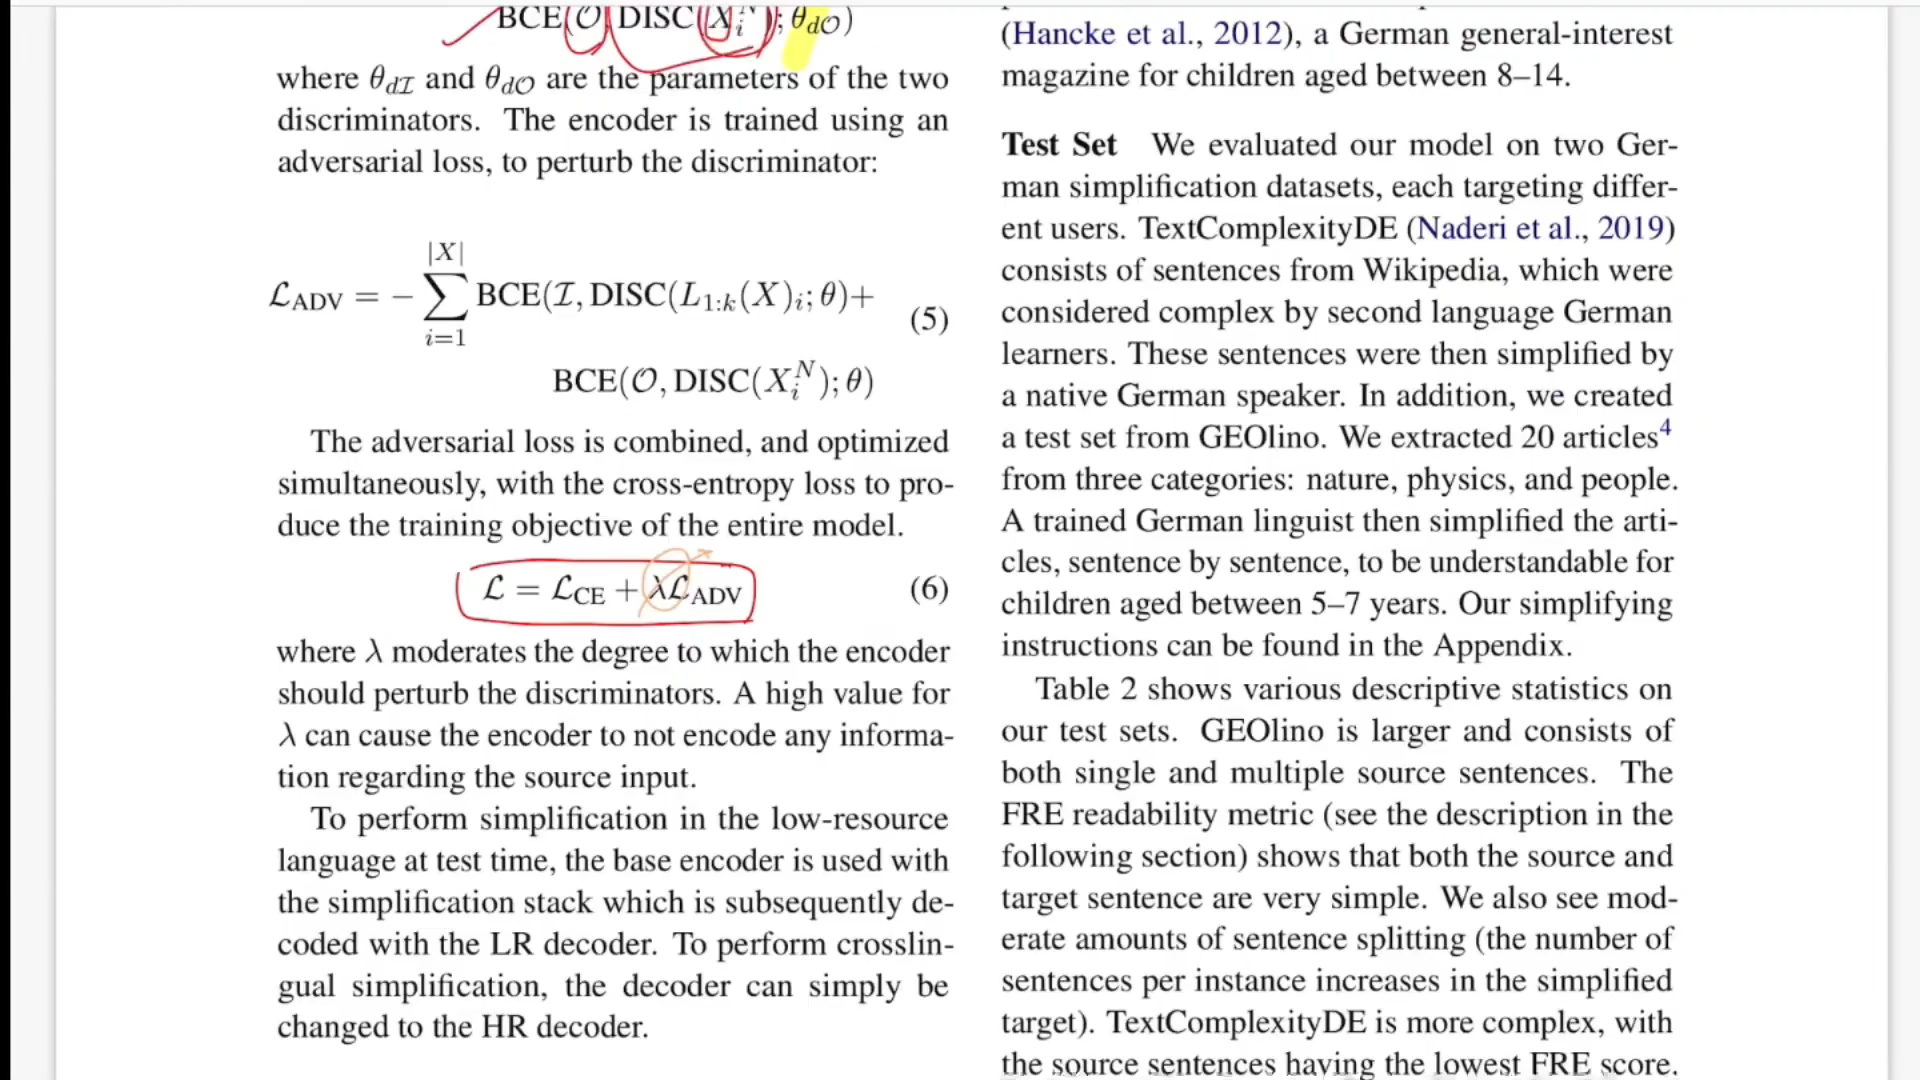 BCE(𝒪, DISC(X_i^N); θ_d𝒪)
where θ_dℐ and θ_d𝒪 are the parameters of the two
discriminators. The encoder is trained using an
adversarial loss, to perturb the discriminator:
|X|
ℒ_ADV = − ∑ BCE(ℐ, DISC(L_1:k(X)_i; θ)+
(5)
i=1
BCE(𝒪, DISC(X_i^N); θ)
The adversarial loss is combined, and optimized
simultaneously, with the cross-entropy loss to pro-
duce the training objective of the entire model.
ℒ = ℒ_CE + λℒ_ADV (6)
where λ moderates the degree to which the encoder
should perturb the discriminators. A high value for
λ can cause the encoder to not encode any informa-
tion regarding the source input.
To perform simplification in the low-resource
language at test time, the base encoder is used with
the simplification stack which is subsequently de-
coded with the LR decoder. To perform crosslin-
gual simplification, the decoder can simply be
changed to the HR decoder.
(Hancke et al., 2012), a German general-interest
magazine for children aged between 8–14.
Test Set We evaluated our model on two Ger-
man simplification datasets, each targeting differ-
ent users. TextComplexityDE (Naderi et al., 2019)
consists of sentences from Wikipedia, which were
considered complex by second language German
learners. These sentences were then simplified by
a native German speaker. In addition, we created
a test set from GEOlino. We extracted 20 articles⁴
from three categories: nature, physics, and people.
A trained German linguist then simplified the arti-
cles, sentence by sentence, to be understandable for
children aged between 5–7 years. Our simplifying
instructions can be found in the Appendix.
Table 2 shows various descriptive statistics on
our test sets. GEOlino is larger and consists of
both single and multiple source sentences. The
FRE readability metric (see the description in the
following section) shows that both the source and
target sentence are very simple. We also see mod-
erate amounts of sentence splitting (the number of
sentences per instance increases in the simplified
target). TextComplexityDE is more complex, with
the source sentences having the lowest FRE score.